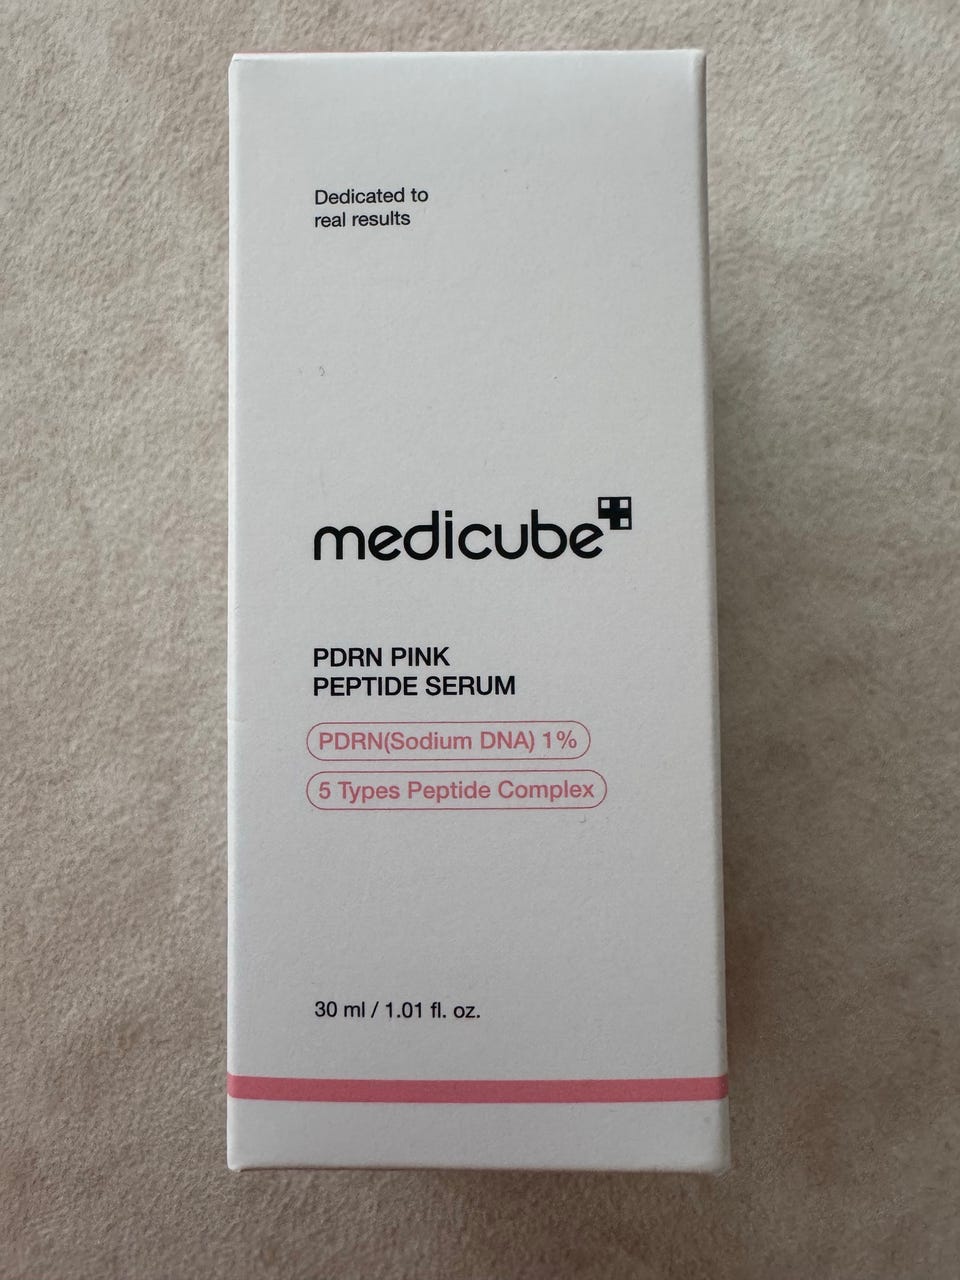 Dedicated to
real results
medicube
PDRN PINK
PEPTIDE SERUM
PDRN(Sodium DNA) 1%
5 Types Peptide Complex
30 ml / 1.01 fl. oz.